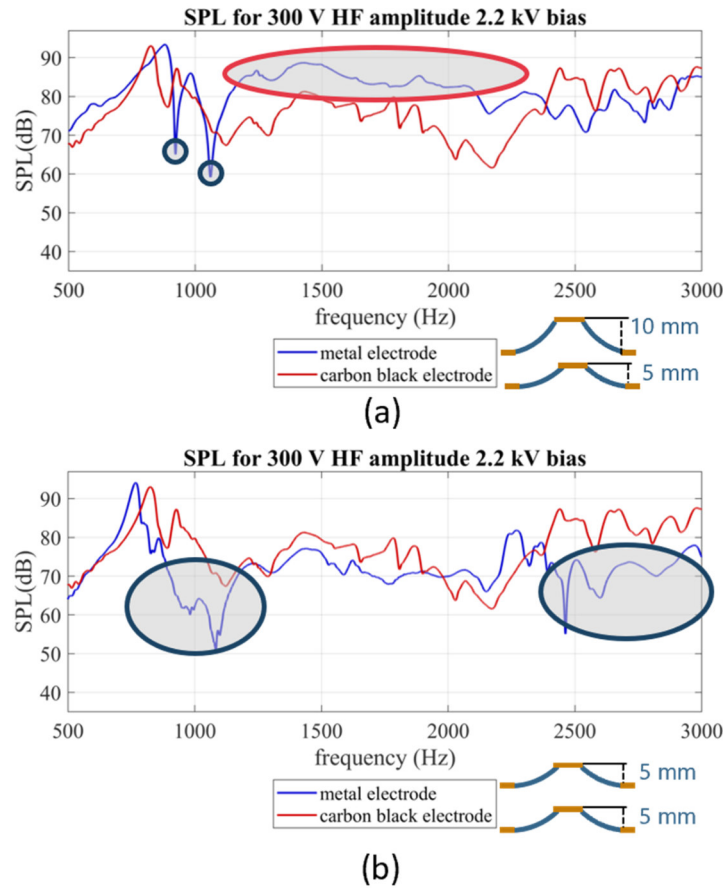 SPL for 300 V HF amplitude 2.2 kV bias
90
80
70
60
50
40
SPL(dB)
500 1000 1500 2000 2500 3000
frequency (Hz)
metal electrode
carbon black electrode
10 mm
5 mm
(a)
SPL for 300 V HF amplitude 2.2 kV bias
90
80
70
60
50
40
SPL(dB)
500 1000 1500 2000 2500 3000
frequency (Hz)
metal electrode
carbon black electrode
5 mm
5 mm
(b)